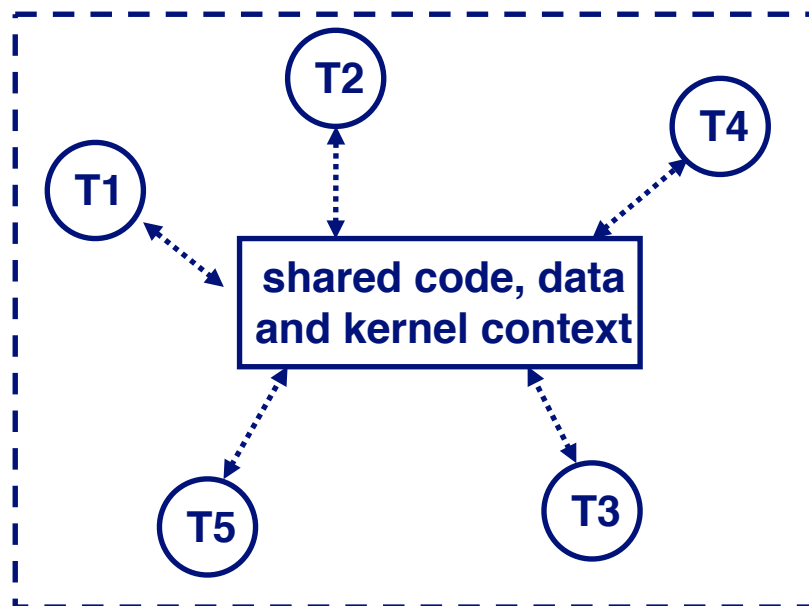 T2
T4
T1
shared code, data
and kernel context
T3
T5